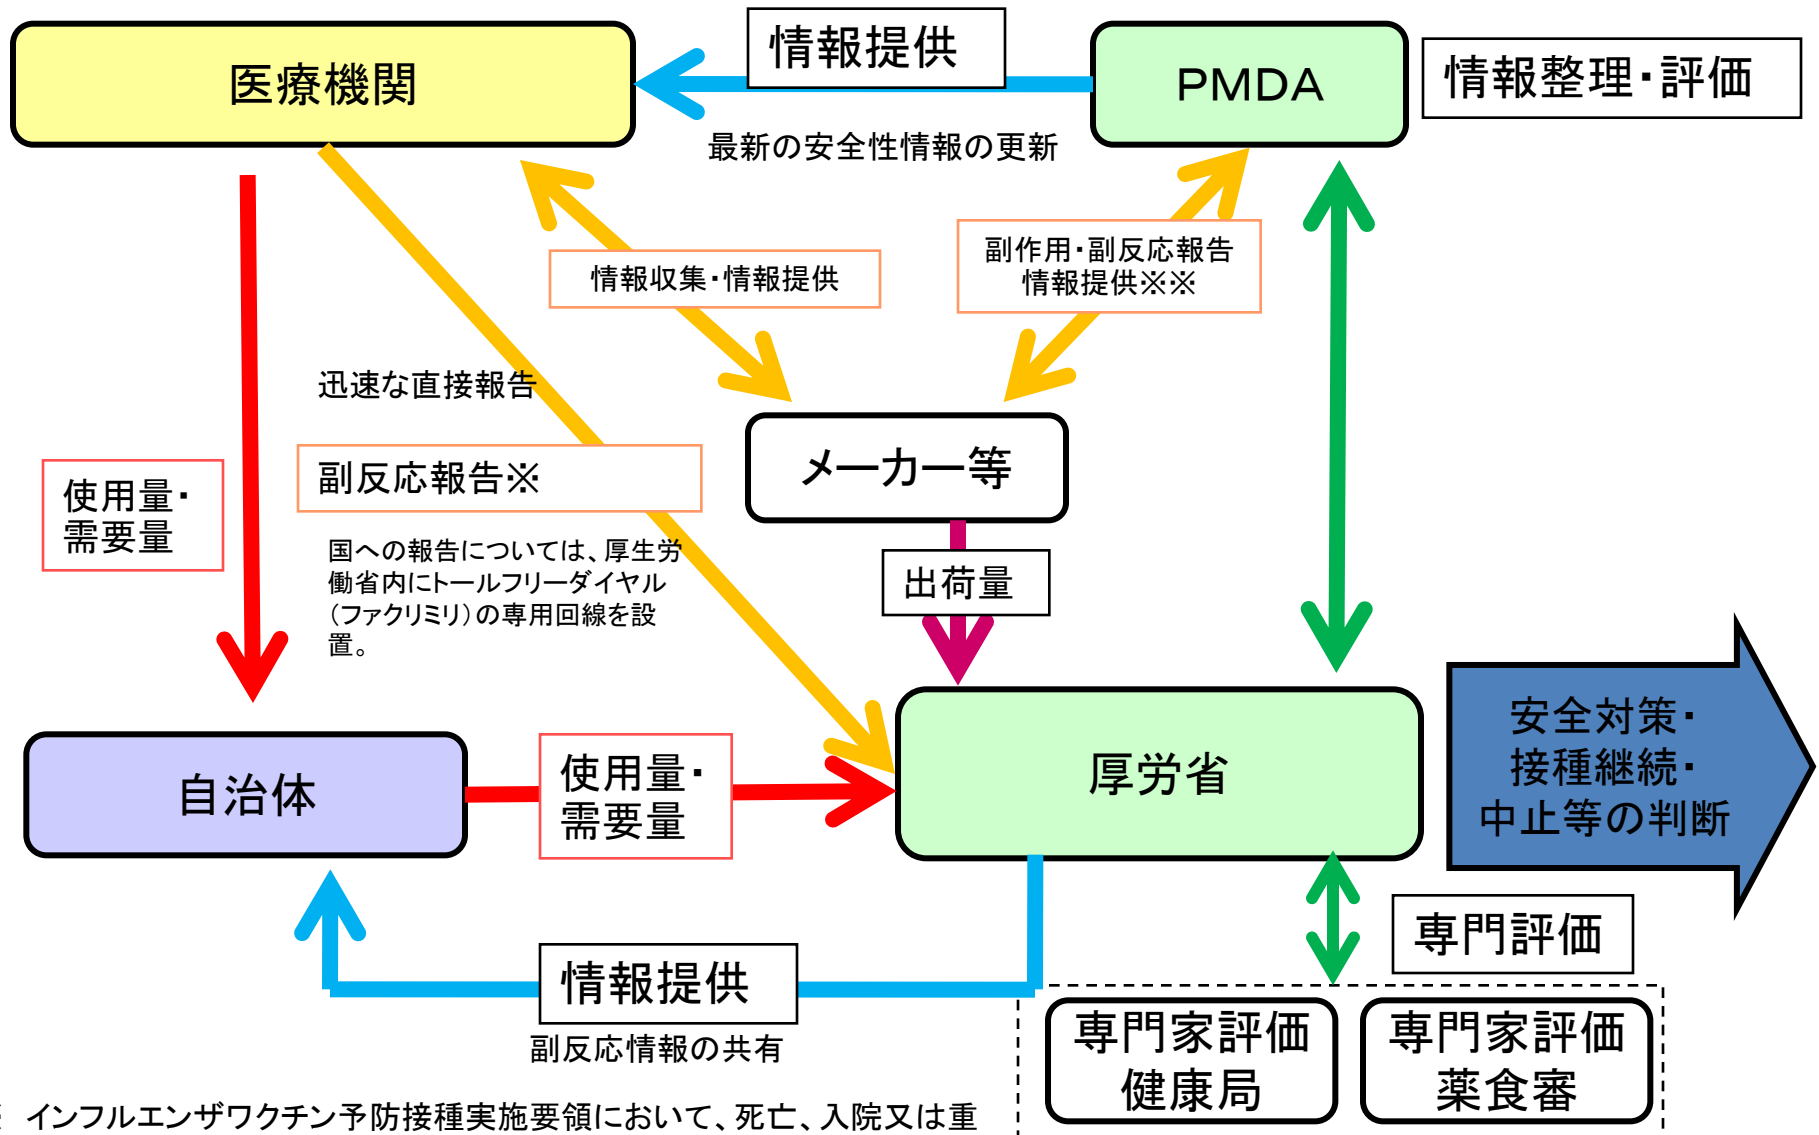 医療機関
情報提供
PMDA
情報整理・評価
最新の安全性情報の更新
情報収集・情報提供
副作用・副反応報告
情報提供※※
迅速な直接報告
メーカー等
副反応報告※
使用量・
需要量
国への報告については、厚生労
働省内にトールフリーダイヤル
(ファクリミリ)の専用回線を設
置。
出荷量
自治体
使用量・
需要量
厚労省
安全対策・
接種継続・
中止等の判断
専門評価
情報提供
副反応情報の共有
専門家評価
健康局
専門家評価
薬食審
インフルエンザワクチン予防接種実施要領において、死亡、入院又は重